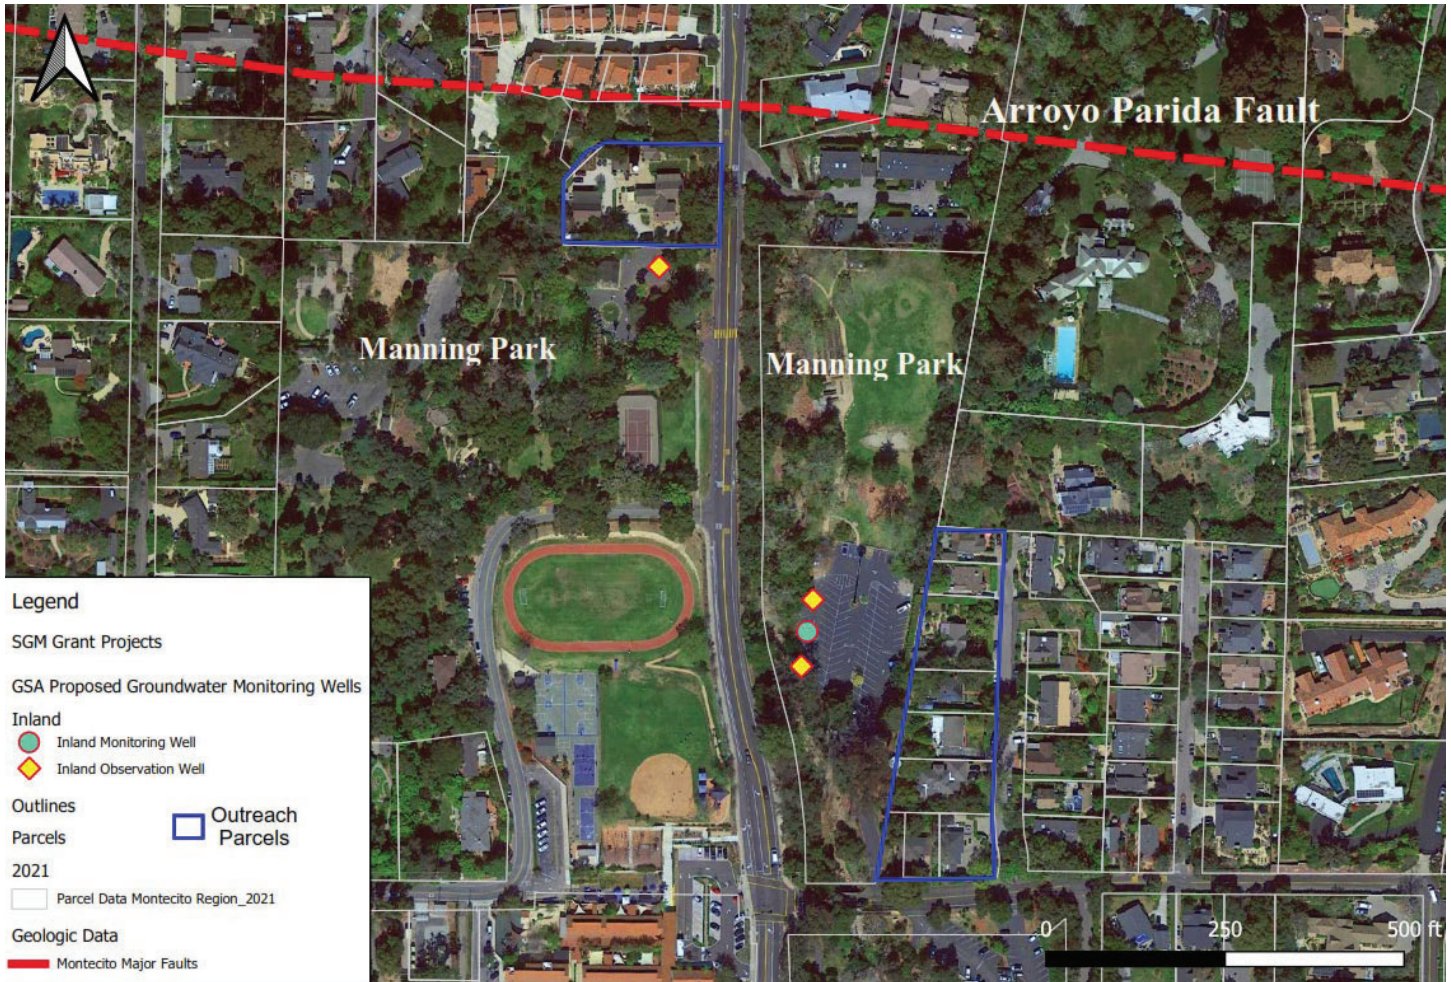 Arroyo Parida Fault
Manning Park
Manning Park
Legend
SGM Grant Projects
GSA Proposed Groundwater Monitoring Wells
Inland
Inland Monitoring Well
Inland Observation Well
Outlines
Parcels
Outreach
Parcels
2021
Parcel Data Montecito Region_2021
Geologic Data
Montecito Major Faults
0 250 500 ft